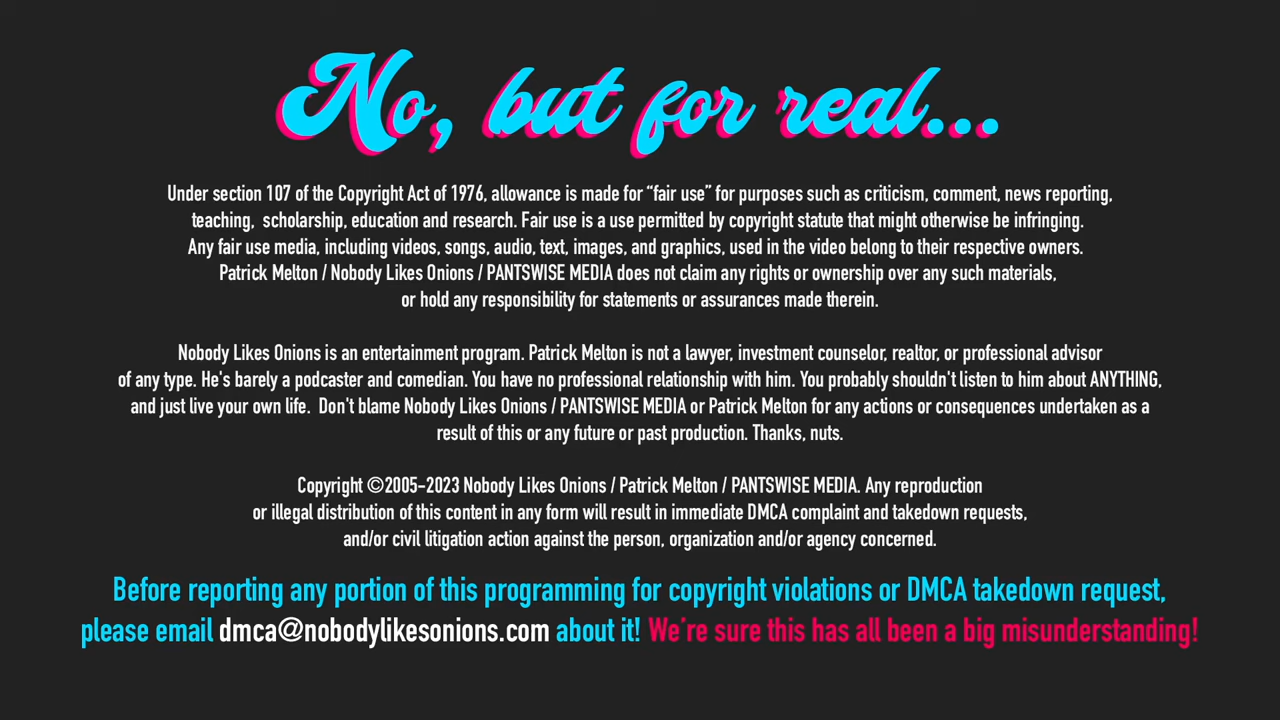 No, but for real...
Under section 107 of the Copyright Act of 1976, allowance is made for “fair use” for purposes such as criticism, comment, news reporting,
teaching,  scholarship, education and research. Fair use is a use permitted by copyright statute that might otherwise be infringing.
Any fair use media, including videos, songs, audio, text, images, and graphics, used in the video belong to their respective owners.
Patrick Melton / Nobody Likes Onions / PANTSWISE MEDIA does not claim any rights or ownership over any such materials,
or hold any responsibility for statements or assurances made therein.
Nobody Likes Onions is an entertainment program. Patrick Melton is not a lawyer, investment counselor, realtor, or professional advisor
of any type. He's barely a podcaster and comedian. You have no professional relationship with him. You probably shouldn't listen to him about ANYTHING,
and just live your own life.  Don't blame Nobody Likes Onions / PANTSWISE MEDIA or Patrick Melton for any actions or consequences undertaken as a
result of this or any future or past production. Thanks, nuts.
Copyright ©2005-2023 Nobody Likes Onions / Patrick Melton / PANTSWISE MEDIA. Any reproduction
or illegal distribution of this content in any form will result in immediate DMCA complaint and takedown requests,
and/or civil litigation action against the person, organization and/or agency concerned.
Before reporting any portion of this programming for copyright violations or DMCA takedown request,
please email dmca@nobodylikesonions.com about it! We're sure this has all been a big misunderstanding!